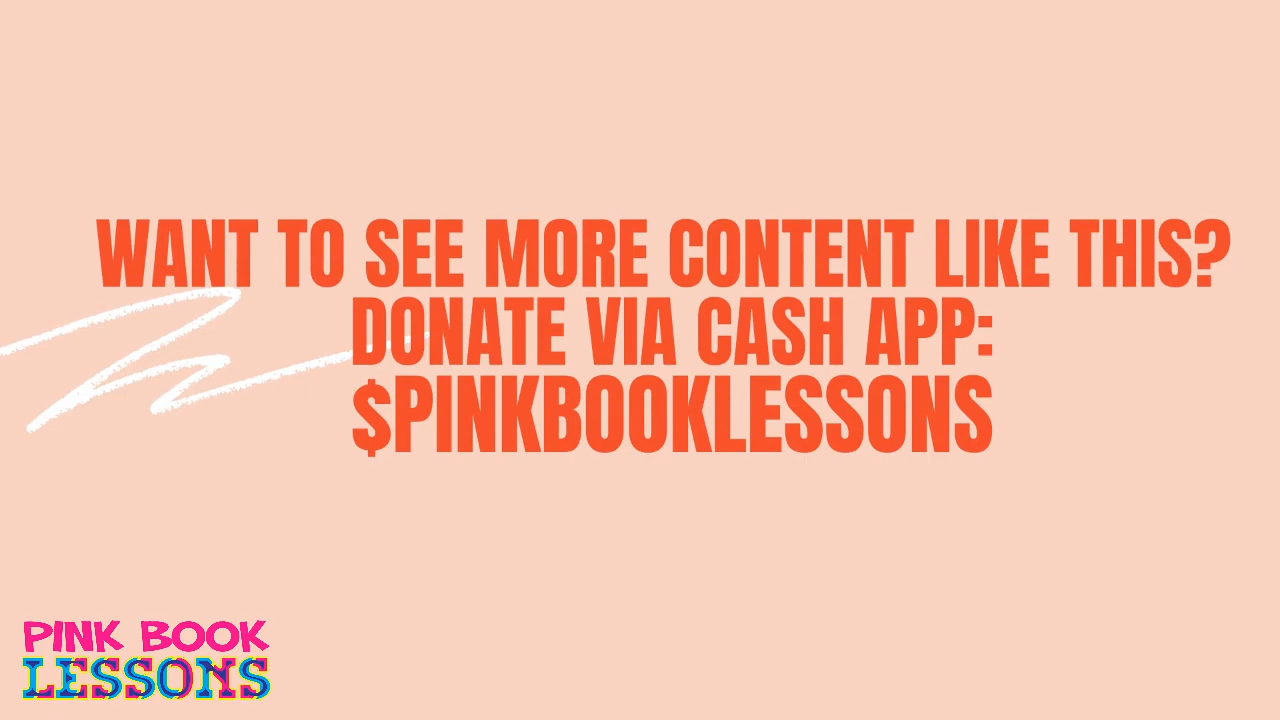 WANT TO SEE MORE CONTENT LIKE THIS?
DONATE VIA CASH APP:
$PINKBOOKLESSONS
PINK BOOK
LESSONS